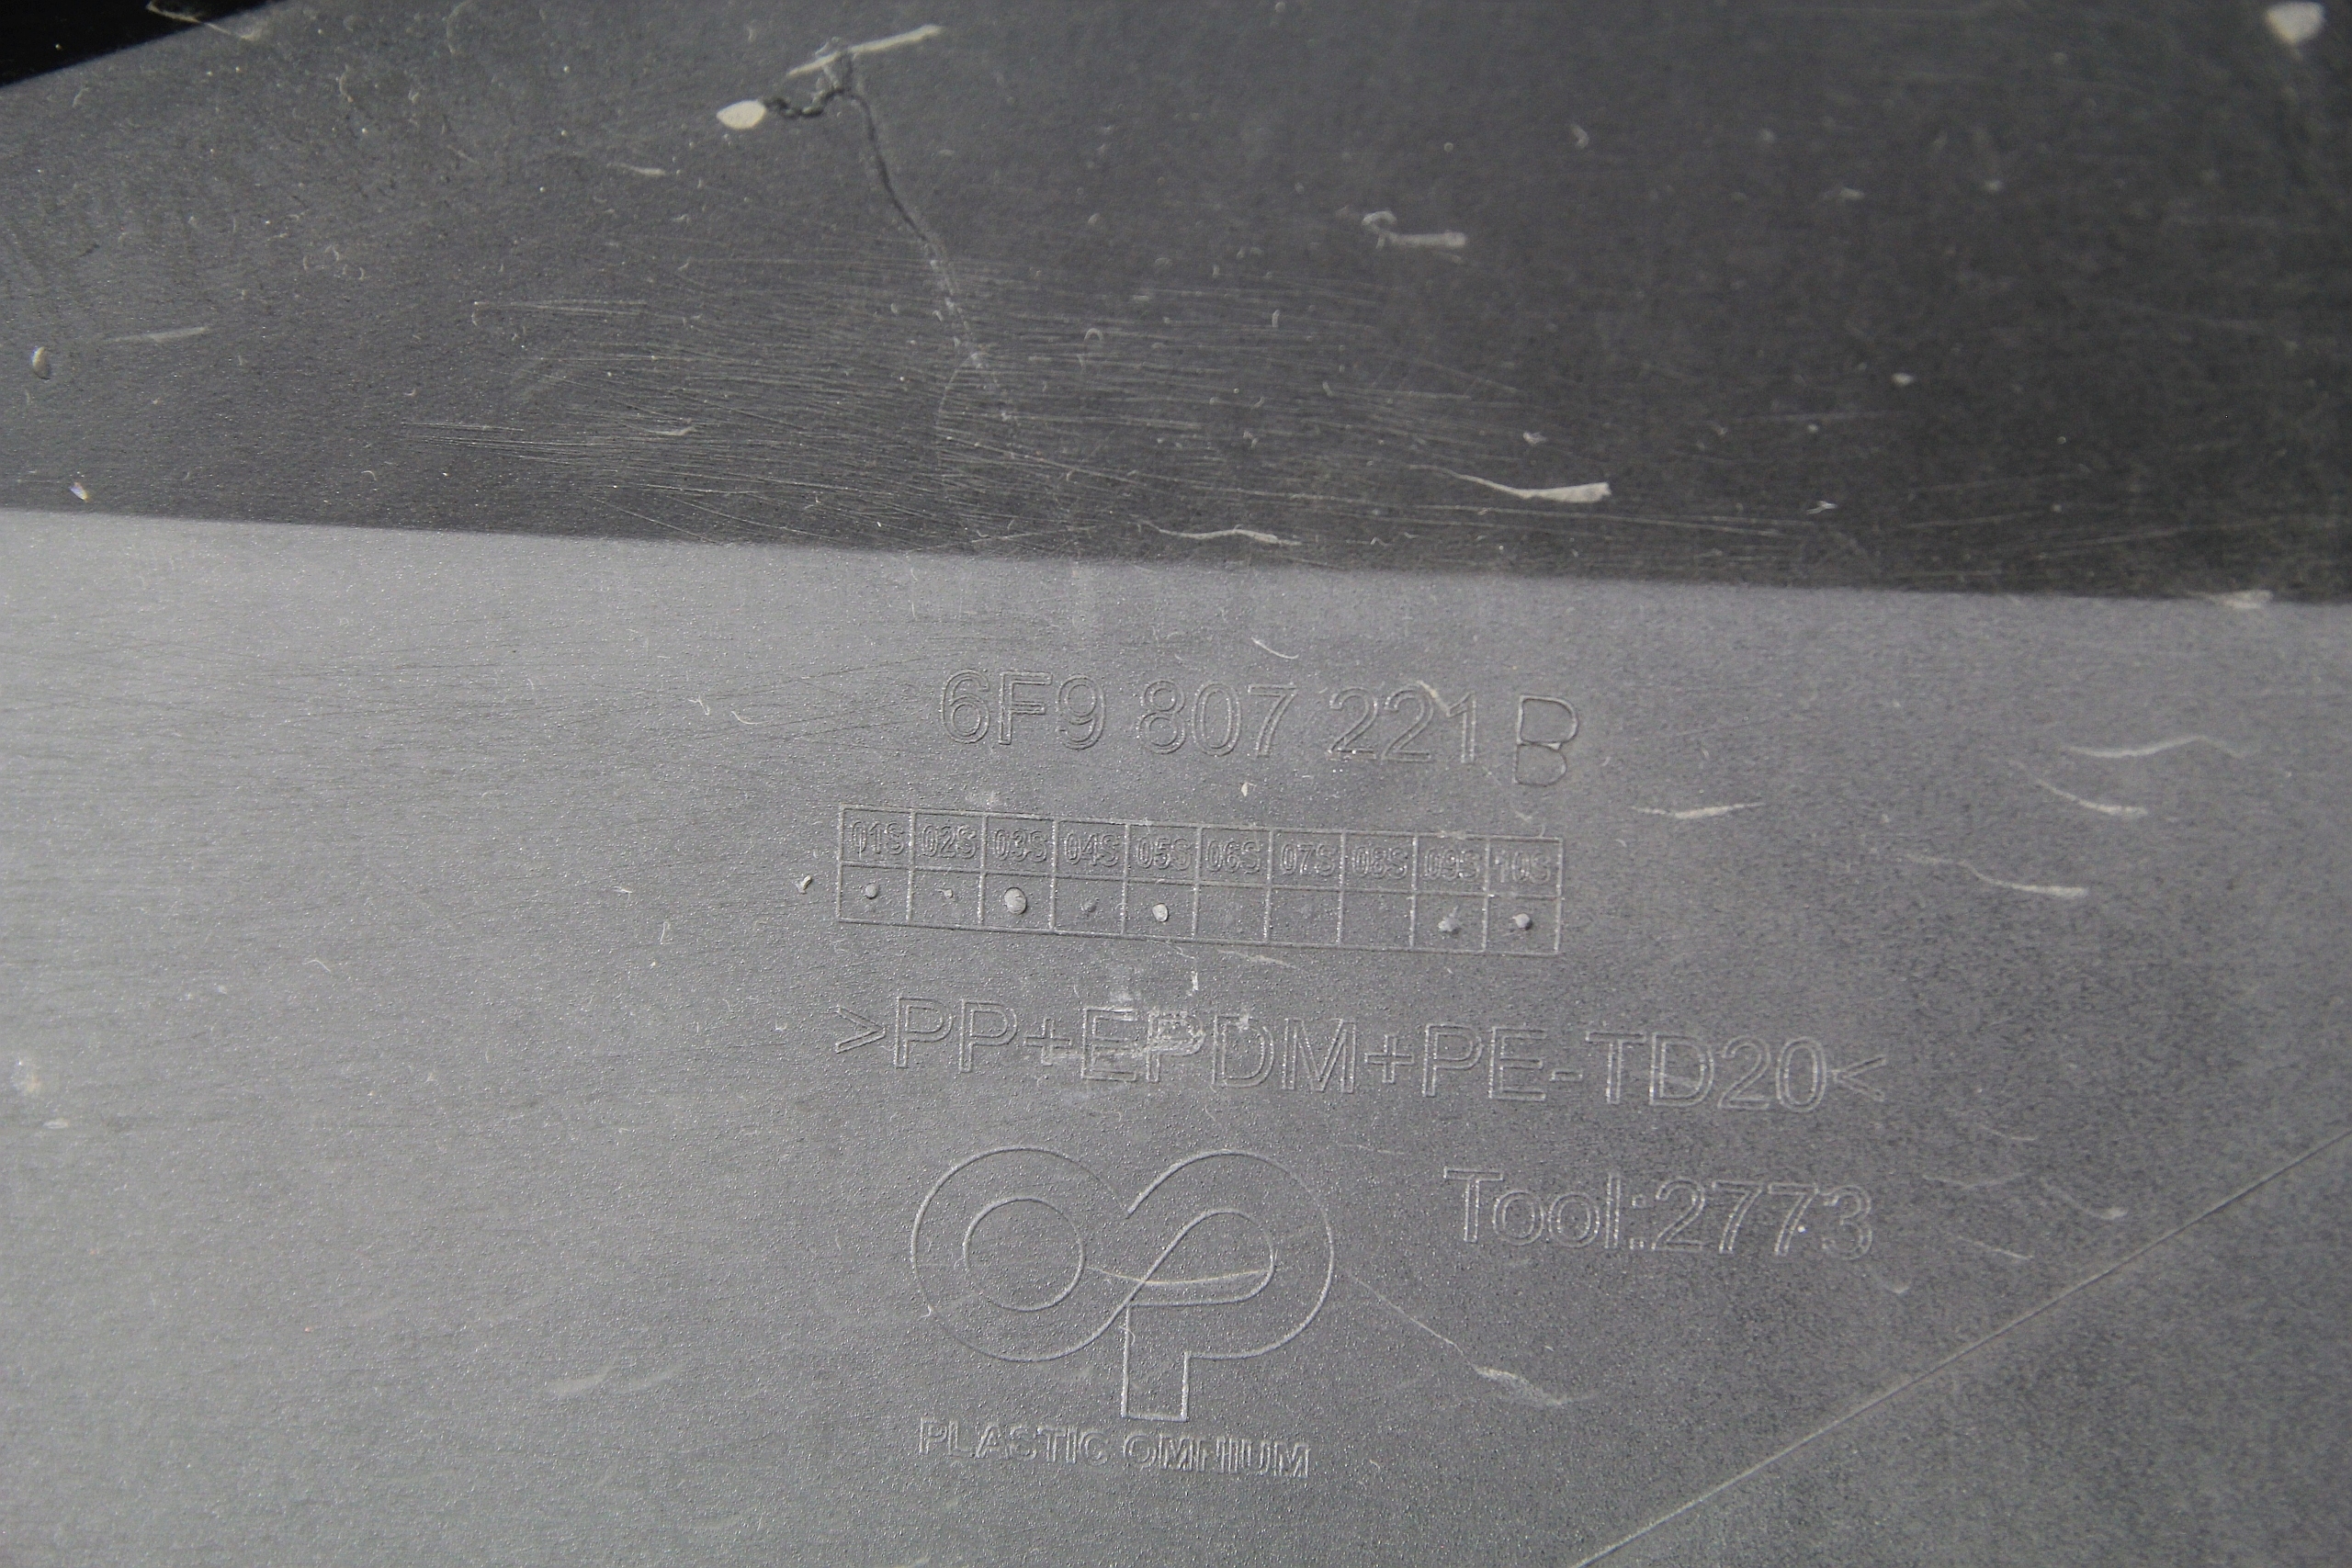 6F9 807 221 B
01S 02S 03S 04S 05S 06S 07S 08S 09S 10S
>PP+EPDM+PE-TD20<
Tool:2773
OP
PLASTIC OMNIUM